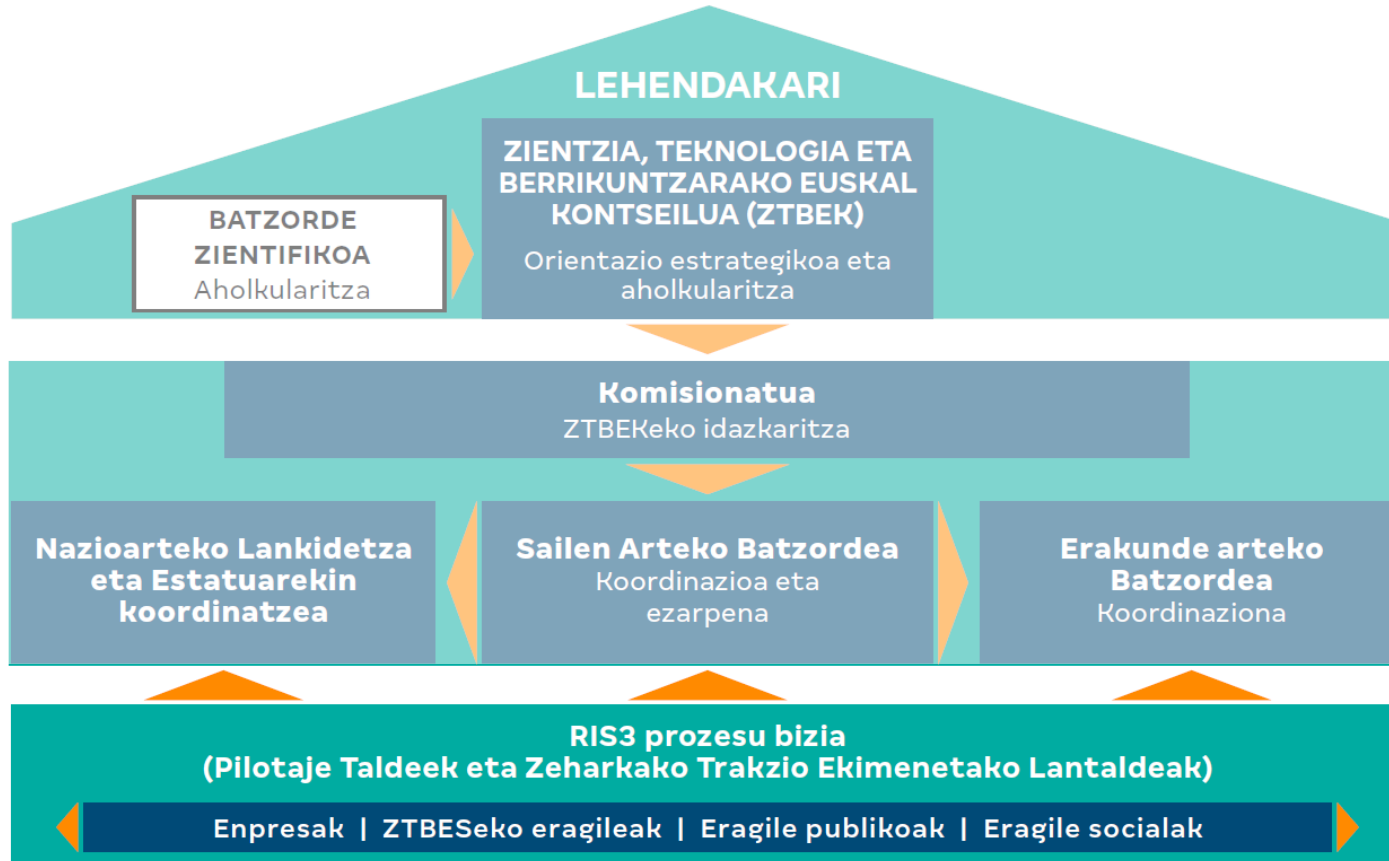 LEHENDAKARI
ZIENTZIA, TEKNOLOGIA ETA
BERRIKUNTZARAKO EUSKAL
KONTSEILUA (ZTBEK)
Orientazio estrategikoa eta
aholkularitza
BATZORDE
ZIENTIFIKOA
Aholkularitza
Komisionatua
ZTBEKeko idazkaritza
Nazioarteko Lankidetza
eta Estatuarekin
koordinatzea
Sailen Arteko Batzordea
Koordinazioa eta
ezarpena
Erakunde arteko
Batzordea
Koordinaziona
RIS3 prozesu bizia
(Pilotaje Taldeek eta Zeharkako Trakzio Ekimenetako Lantaldeak)
Enpresak | ZTBESeko eragileak | Eragile publikoak | Eragile socialak